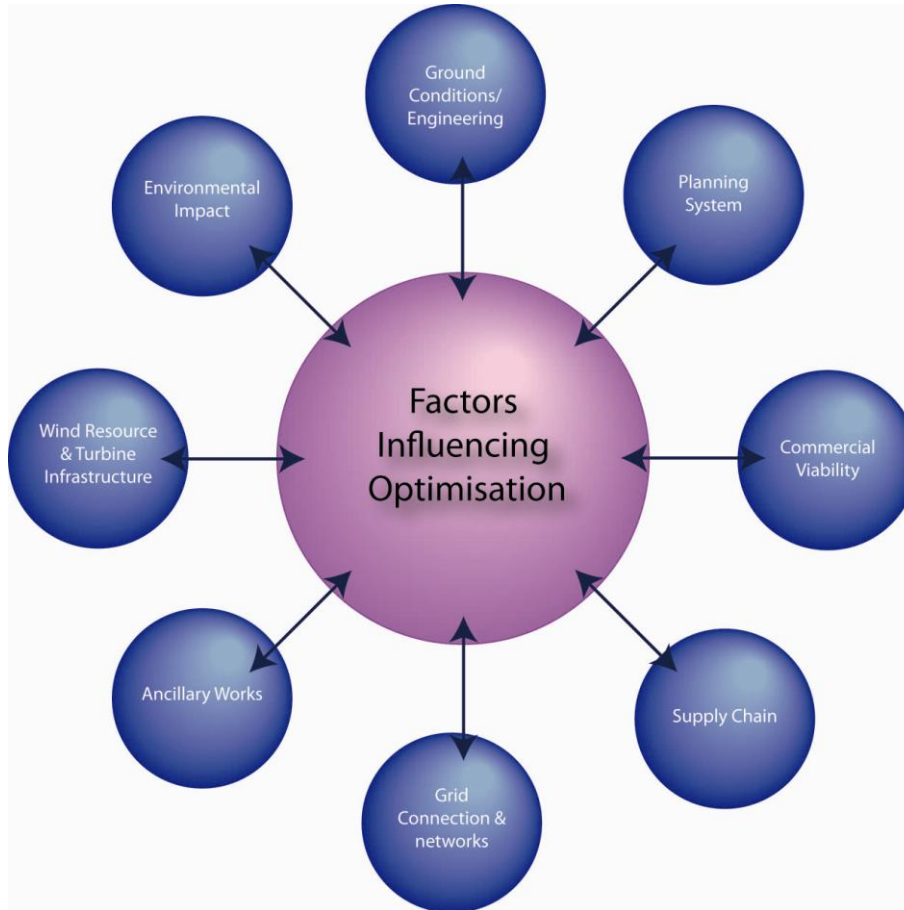 Ground
Conditions/
Engineering
Planning
System
Commercial
Viability
Supply Chain
Grid
Connection &
networks
Ancillary Works
Wind Resource
& Turbine
Infrastructure
Environmental
Impact
Factors
Influencing
Optimisation